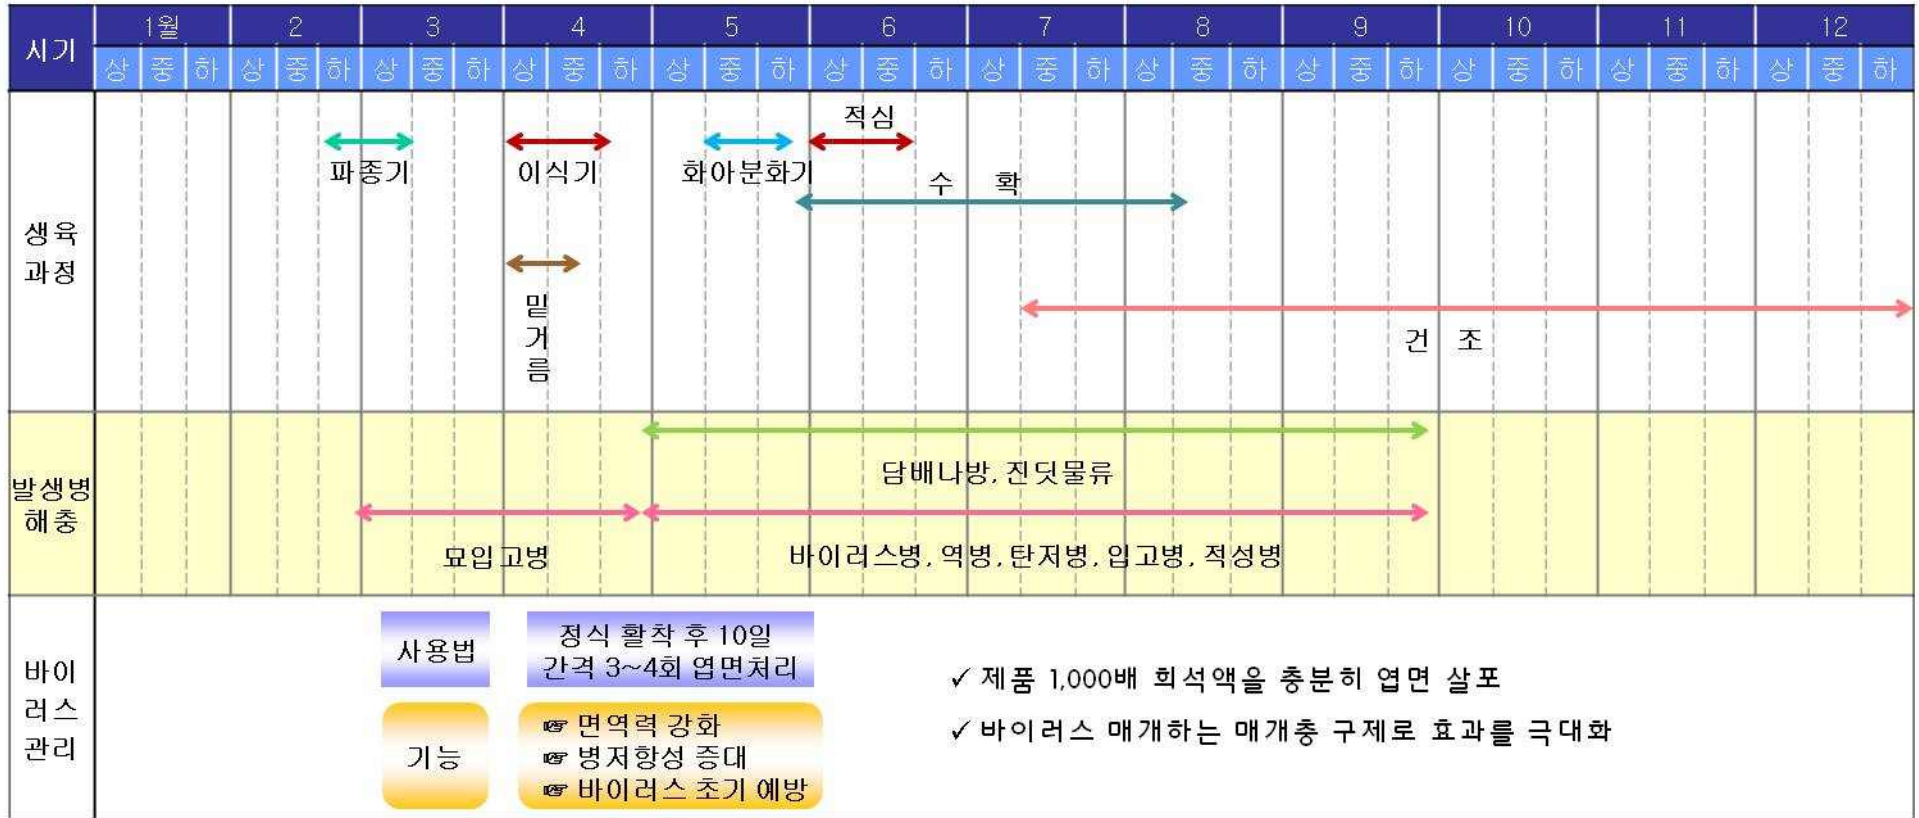 시기 1월 2 3 4 5 6 7 8 9 10 11 12
상 중 하 상 중 하 상 중 하 상 중 하 상 중 하 상 중 하 상 중 하 상 중 하 상 중 하 상 중 하 상 중 하 상 중 하
생육
과정
적심
파종기 이식기 화아분화기
수 확
밑
거
름
건 조
발생병
해충
담배나방, 진딧물류
묘입고병 바이러스병, 역병, 탄저병, 입고병, 적성병
바이
러스
관리
사용법
정식 활착 후 10일
간격 3~4회 엽면처리
기능
☞ 면역력 강화
☞ 병저항성 증대
☞ 바이러스 초기 예방
✓ 제품 1,000배 희석액을 충분히 엽면 살포
✓ 바이러스 매개하는 매개충 구제로 효과를 극대화